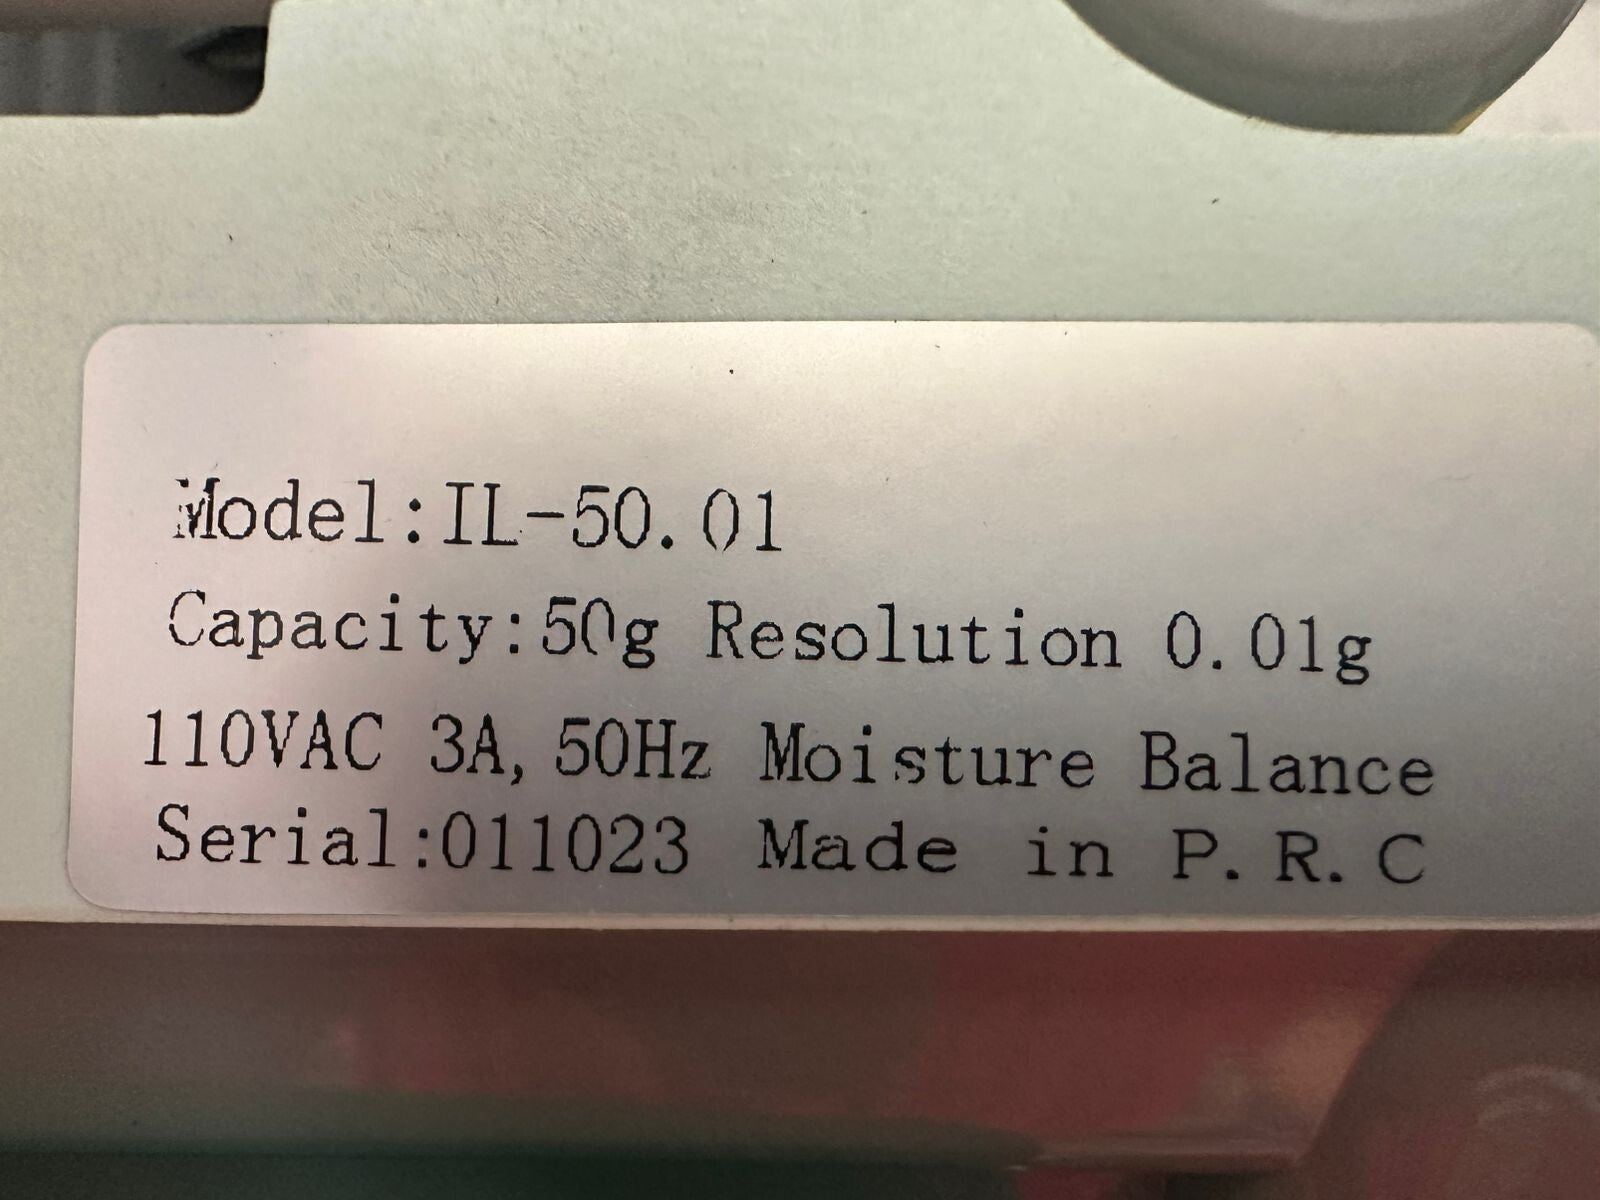 Model:IL-50.01
Capacity:50g Resolution 0.01g
110VAC 3A, 50Hz Moisture Balance
Serial:011023 Made in P.R.C